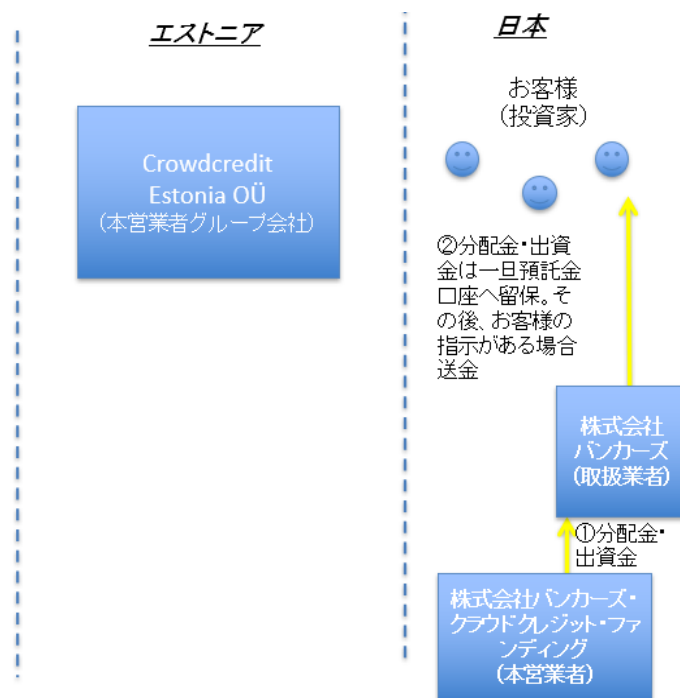 エストニア
Crowdcredit
Estonia OÜ
(本営業者グループ会社)
日本
お客様
(投資家)
②分配金・出資
金は一旦預託金
口座へ留保。そ
の後、お客様の
指示がある場合
送金
株式会社
バンカーズ
(取扱業者)
①分配金・
出資金
株式会社バンカーズ・
クラウドクレジット・ファ
ンディング
(本営業者)